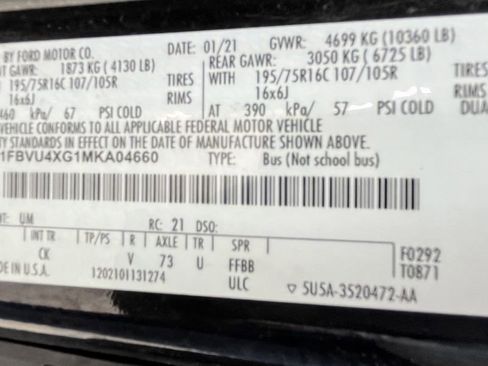 BY FORD MOTOR CO. DATE: 01/21 GVWR: 4699 KG (10360 LB)
GAWR: 1873 KG ( 4130 LB) REAR GAWR: 3050 KG ( 6725 LB)
195/75R16C 107/105R TIRES WITH 195/75R16C 107/105R TIRES
16x6J RIMS 16x6J RIMS
460 kPa/ 67 PSI COLD AT 390 kPa/ 57 PSI COLD DUA
VEHICLE CONFORMS TO ALL APPLICABLE FEDERAL MOTOR VEHICLE
TY STANDARDS IN EFFECT ON THE DATE OF MANUFACTURE SHOWN ABOVE.
1FBVU4XG1MKA04660 TYPE: Bus (Not school bus)
NT: UM RC: 21 DSO:
INT TR TP/PS R AXLE TR SPR F0292
CK V 73 U FFBB T0871
DE IN U.S.A. 1202101131274 ULC ▽ 5USA-3520472-AA